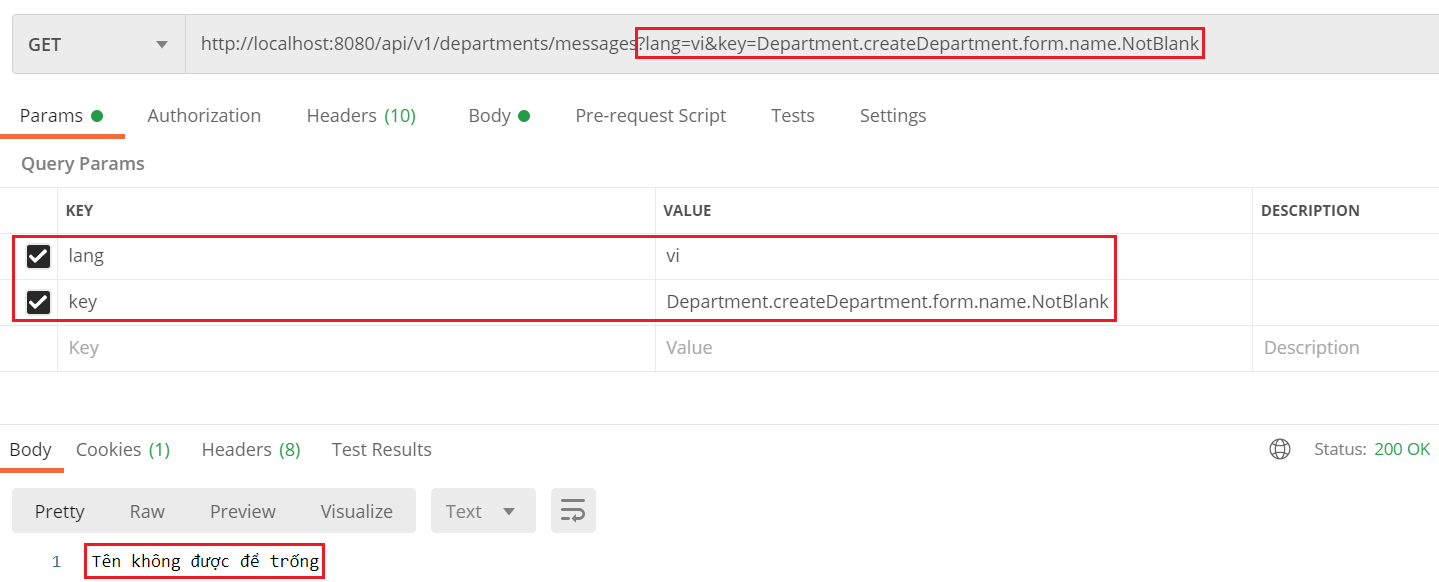 GET http://localhost:8080/api/v1/departments/messages?lang=vi&key=Department.createDepartment.form.name.NotBlank
Params Authorization Headers (10) Body Pre-request Script Tests Settings
Query Params
KEY VALUE DESCRIPTION
lang vi
key Department.createDepartment.form.name.NotBlank
Key Value Description
Body Cookies (1) Headers (8) Test Results Status: 200 OK
Pretty Raw Preview Visualize Text
1 Tên không được để trống